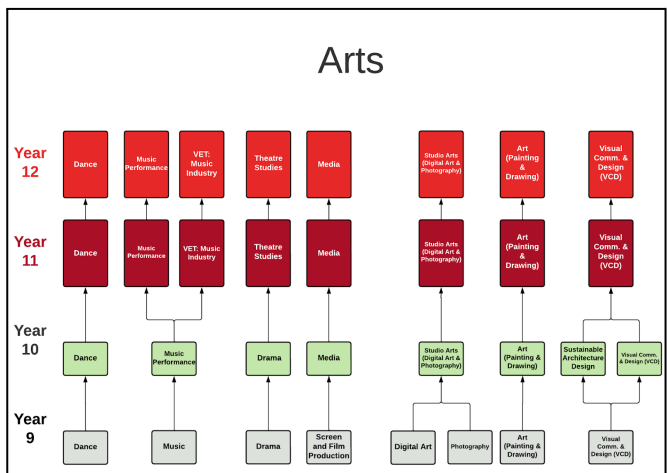 Arts
Year
12
Dance
Music
Performance
VET:
Music
Industry
Theatre
Studies
Media
Studio Arts
(Digital Art &
Photography)
Art
(Painting
&
Drawing)
Visual
Comm. &
Design
(VCD)
Year
11
Dance
Music
Performance
VET: Music
Industry
Theatre
Studies
Media
Studio Arts
(Digital Art &
Photography)
Art
(Painting
&
Drawing)
Visual
Comm. &
Design
(VCD)
Year
10
Dance
Music
Performance
Drama
Media
Studio Arts
(Digital Art &
Photography)
Art
(Painting &
Drawing)
Sustainable
Architecture
Design
Visual Comm.
& Design (VCD)
Year
9
Dance
Music
Drama
Screen
and Film
Production
Digital Art
Photography
Art
(Painting &
Drawing)
Visual
Comm. &
Design (VCD)